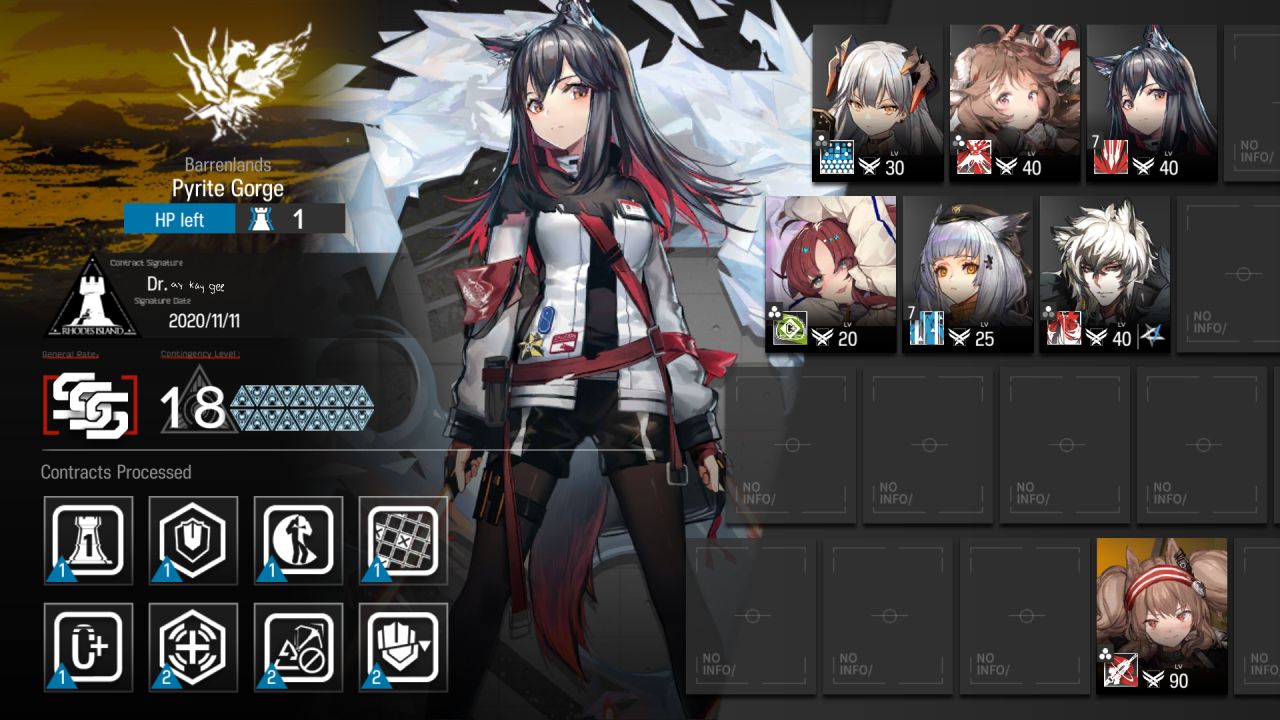 Barrenlands
Pyrite Gorge
HP left 1
Contract Signature
Dr. ay kay gee
Signature Date
2020/11/11
RHODES ISLAND
General Rate:
Contingency Level:
SSS
18
Contracts Processed
1
1
1
1
1
1
2
2
2
LV
30
LV
40
7
LV
40
NO
INFO/
LV
20
7
LV
25
LV
40
NO
INFO/
NO
INFO/
NO
INFO/
NO
INFO/
NO
INFO/
NO
INFO/
NO
INFO/
NO
INFO/
LV
90
NO
INFO/